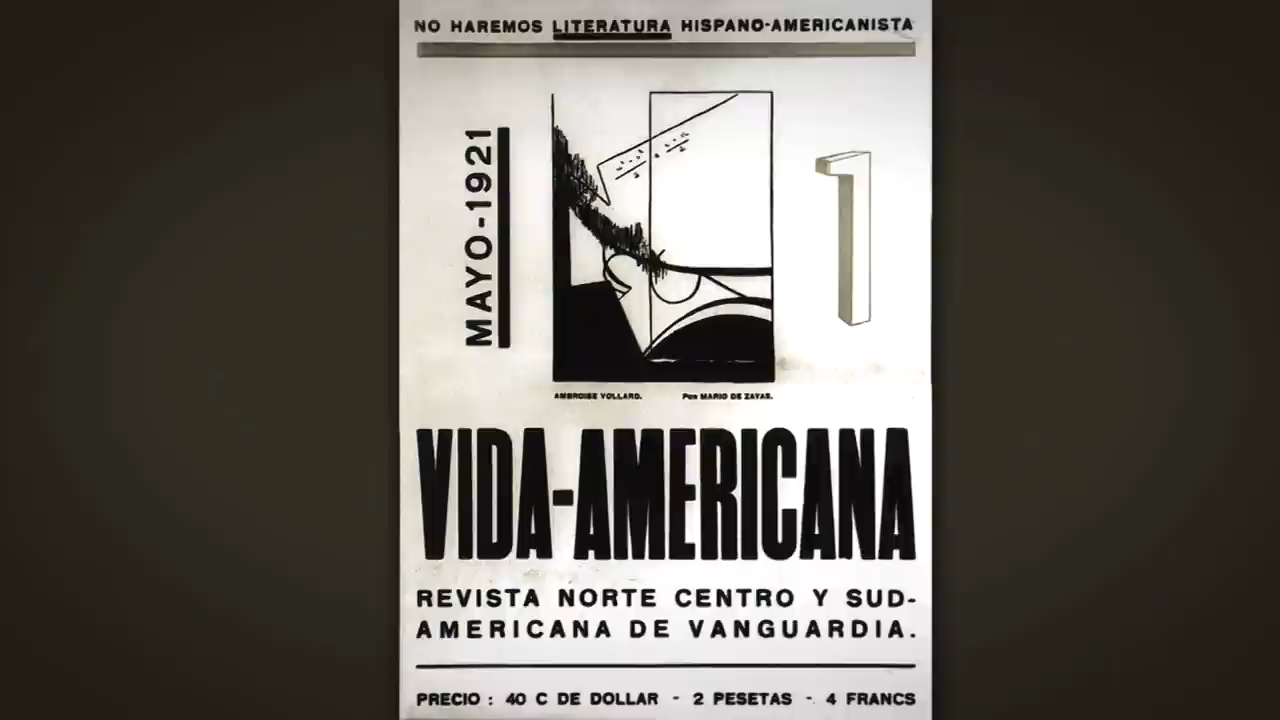 NO HAREMOS LITERATURA HISPANO-AMERICANISTA
MAYO-1921
1
AMBROISE VOLLARD. Por MARIO DE ZAYAS.
VIDA-AMERICANA
REVISTA NORTE CENTRO Y SUD-
AMERICANA DE VANGUARDIA.
PRECIO : 40 C DE DOLLAR - 2 PESETAS - 4 FRANCS